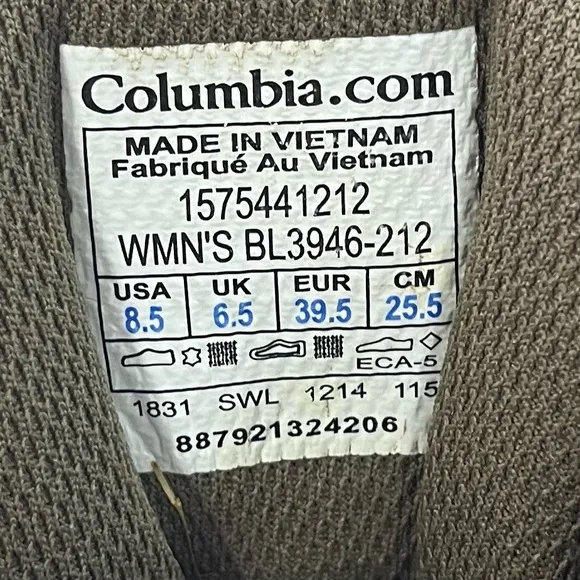 Columbia.com
MADE IN VIETNAM
Fabriqué Au Vietnam
1575441212
WMN'S BL3946-212
USA UK EUR CM
8.5 6.5 39.5 25.5
ECA-5
1831 SWL 1214 115
887921324206